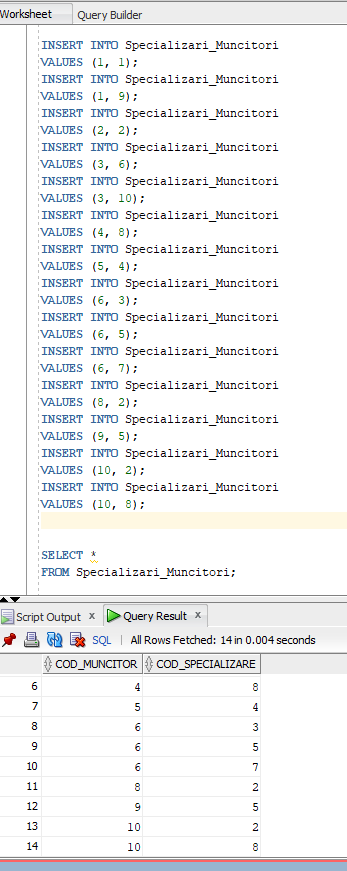 Worksheet Query Builder
INSERT INTO Specializari_Muncitori
VALUES (1, 1);
INSERT INTO Specializari_Muncitori
VALUES (1, 9);
INSERT INTO Specializari_Muncitori
VALUES (2, 2);
INSERT INTO Specializari_Muncitori
VALUES (3, 6);
INSERT INTO Specializari_Muncitori
VALUES (3, 10);
INSERT INTO Specializari_Muncitori
VALUES (4, 8);
INSERT INTO Specializari_Muncitori
VALUES (5, 4);
INSERT INTO Specializari_Muncitori
VALUES (6, 3);
INSERT INTO Specializari_Muncitori
VALUES (6, 5);
INSERT INTO Specializari_Muncitori
VALUES (6, 7);
INSERT INTO Specializari_Muncitori
VALUES (8, 2);
INSERT INTO Specializari_Muncitori
VALUES (9, 5);
INSERT INTO Specializari_Muncitori
VALUES (10, 2);
INSERT INTO Specializari_Muncitori
VALUES (10, 8);
SELECT *
FROM Specializari_Muncitori;
Script Output x Query Result x
SQL | All Rows Fetched: 14 in 0.004 seconds
COD_MUNCITOR COD_SPECIALIZARE
6 4 8
7 5 4
8 6 3
9 6 5
10 6 7
11 8 2
12 9 5
13 10 2
14 10 8